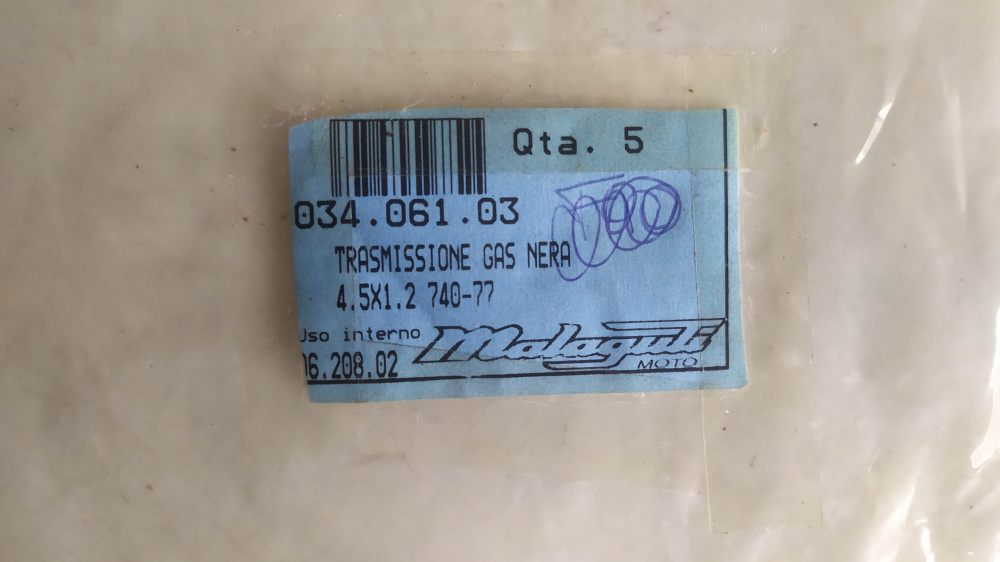 Qta. 5
034.061.03
TRASMISSIONE GAS NERA
4.5X1.2 740-77
Uso interno
06.208.02
Malaguti
MOTO